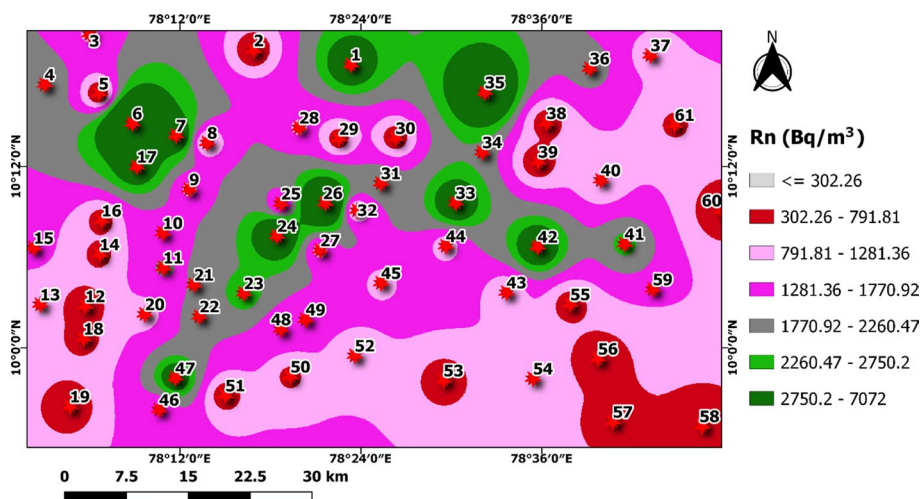 78°12'0"E 78°24'0"E 78°36'0"E
3 2 1 37
36
4 5 35
N
6 7 8 28 29 30 38 61
Rn (Bq/m³)
17 34 39
10°12'0"N 10°12'0"N
9 31 40
<= 302.26
25 26 32 33 60
302.26 - 791.81
16 10 24 27 44 42 41
791.81 - 1281.36
15 14 11
1281.36 - 1770.92
21 23 45 43 59
1770.92 - 2260.47
13 12 20 22 48 49 55
2260.47 - 2750.2
18 52 56
10°0'0"N 10°0'0"N
2750.2 - 7072
47 50 53 54
19 46 51 57 58
78°12'0"E 78°24'0"E 78°36'0"E
0 7.5 15 22.5 30 km